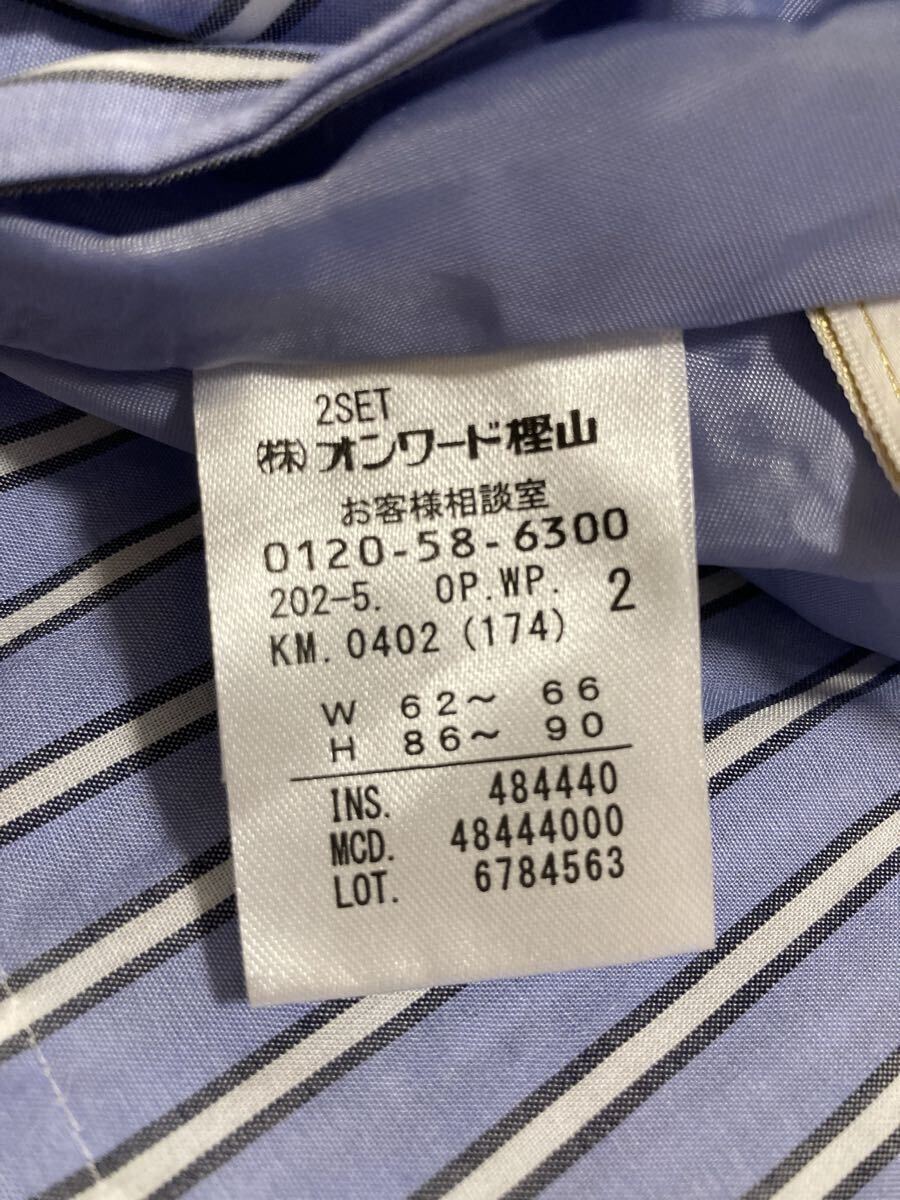 2SET
㈱オンワード樫山
お客様相談室
0120-58-6300
202-5. OP.WP. 2
KM.0402(174)
W 62～ 66
H 86～ 90
INS. 484440
MCD. 48444000
LOT. 6784563